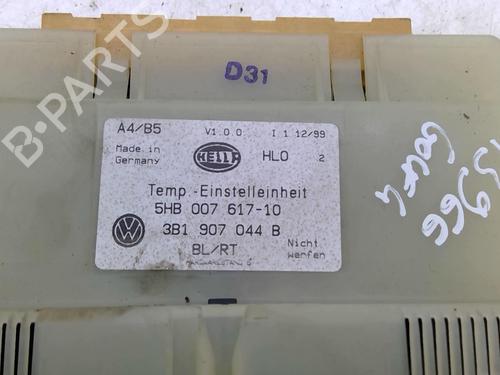 B-PARTS
D31
A4/B5 V1.0.0 I 1 12/99
Made in Germany HELLA HLO 2
Temp.-Einstelleinheit
5HB 007 617-10
3B1 907 044 B
BL/RT Nicht werfen